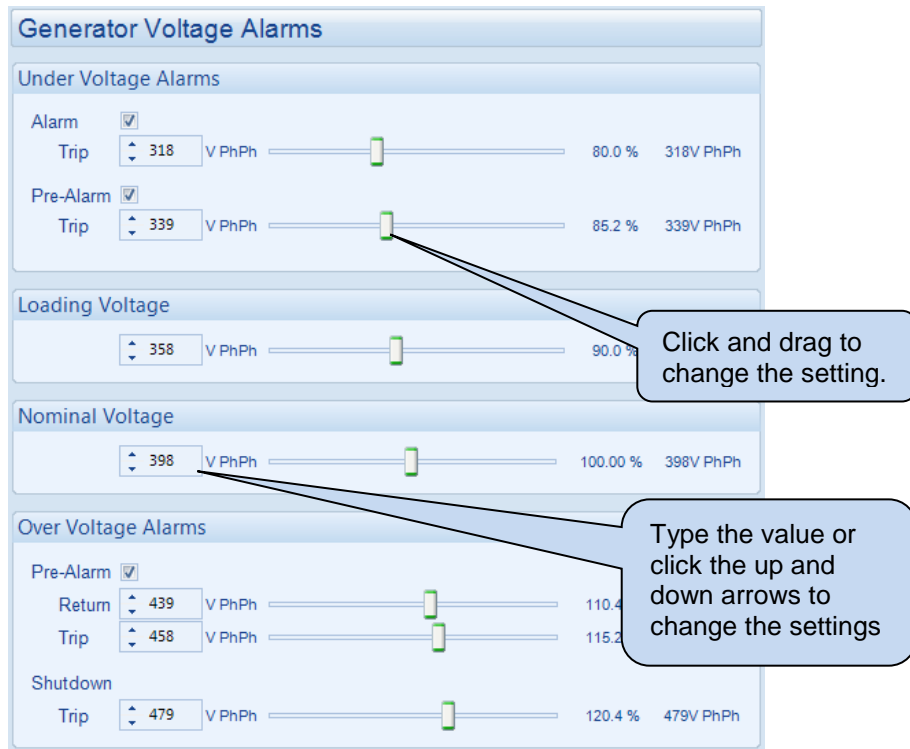 Generator Voltage Alarms
Under Voltage Alarms
Alarm
Trip 318 V PhPh 80.0 % 318V PhPh
Pre-Alarm
Trip 339 V PhPh 85.2 % 339V PhPh
Loading Voltage
358 V PhPh 90.0 %
Click and drag to
change the setting.
Nominal Voltage
398 V PhPh 100.00 % 398V PhPh
Over Voltage Alarms
Pre-Alarm
Return 439 V PhPh 110.4
Trip 458 V PhPh 115.2
Type the value or
click the up and
down arrows to
change the settings
Shutdown
Trip 479 V PhPh 120.4 % 479V PhPh